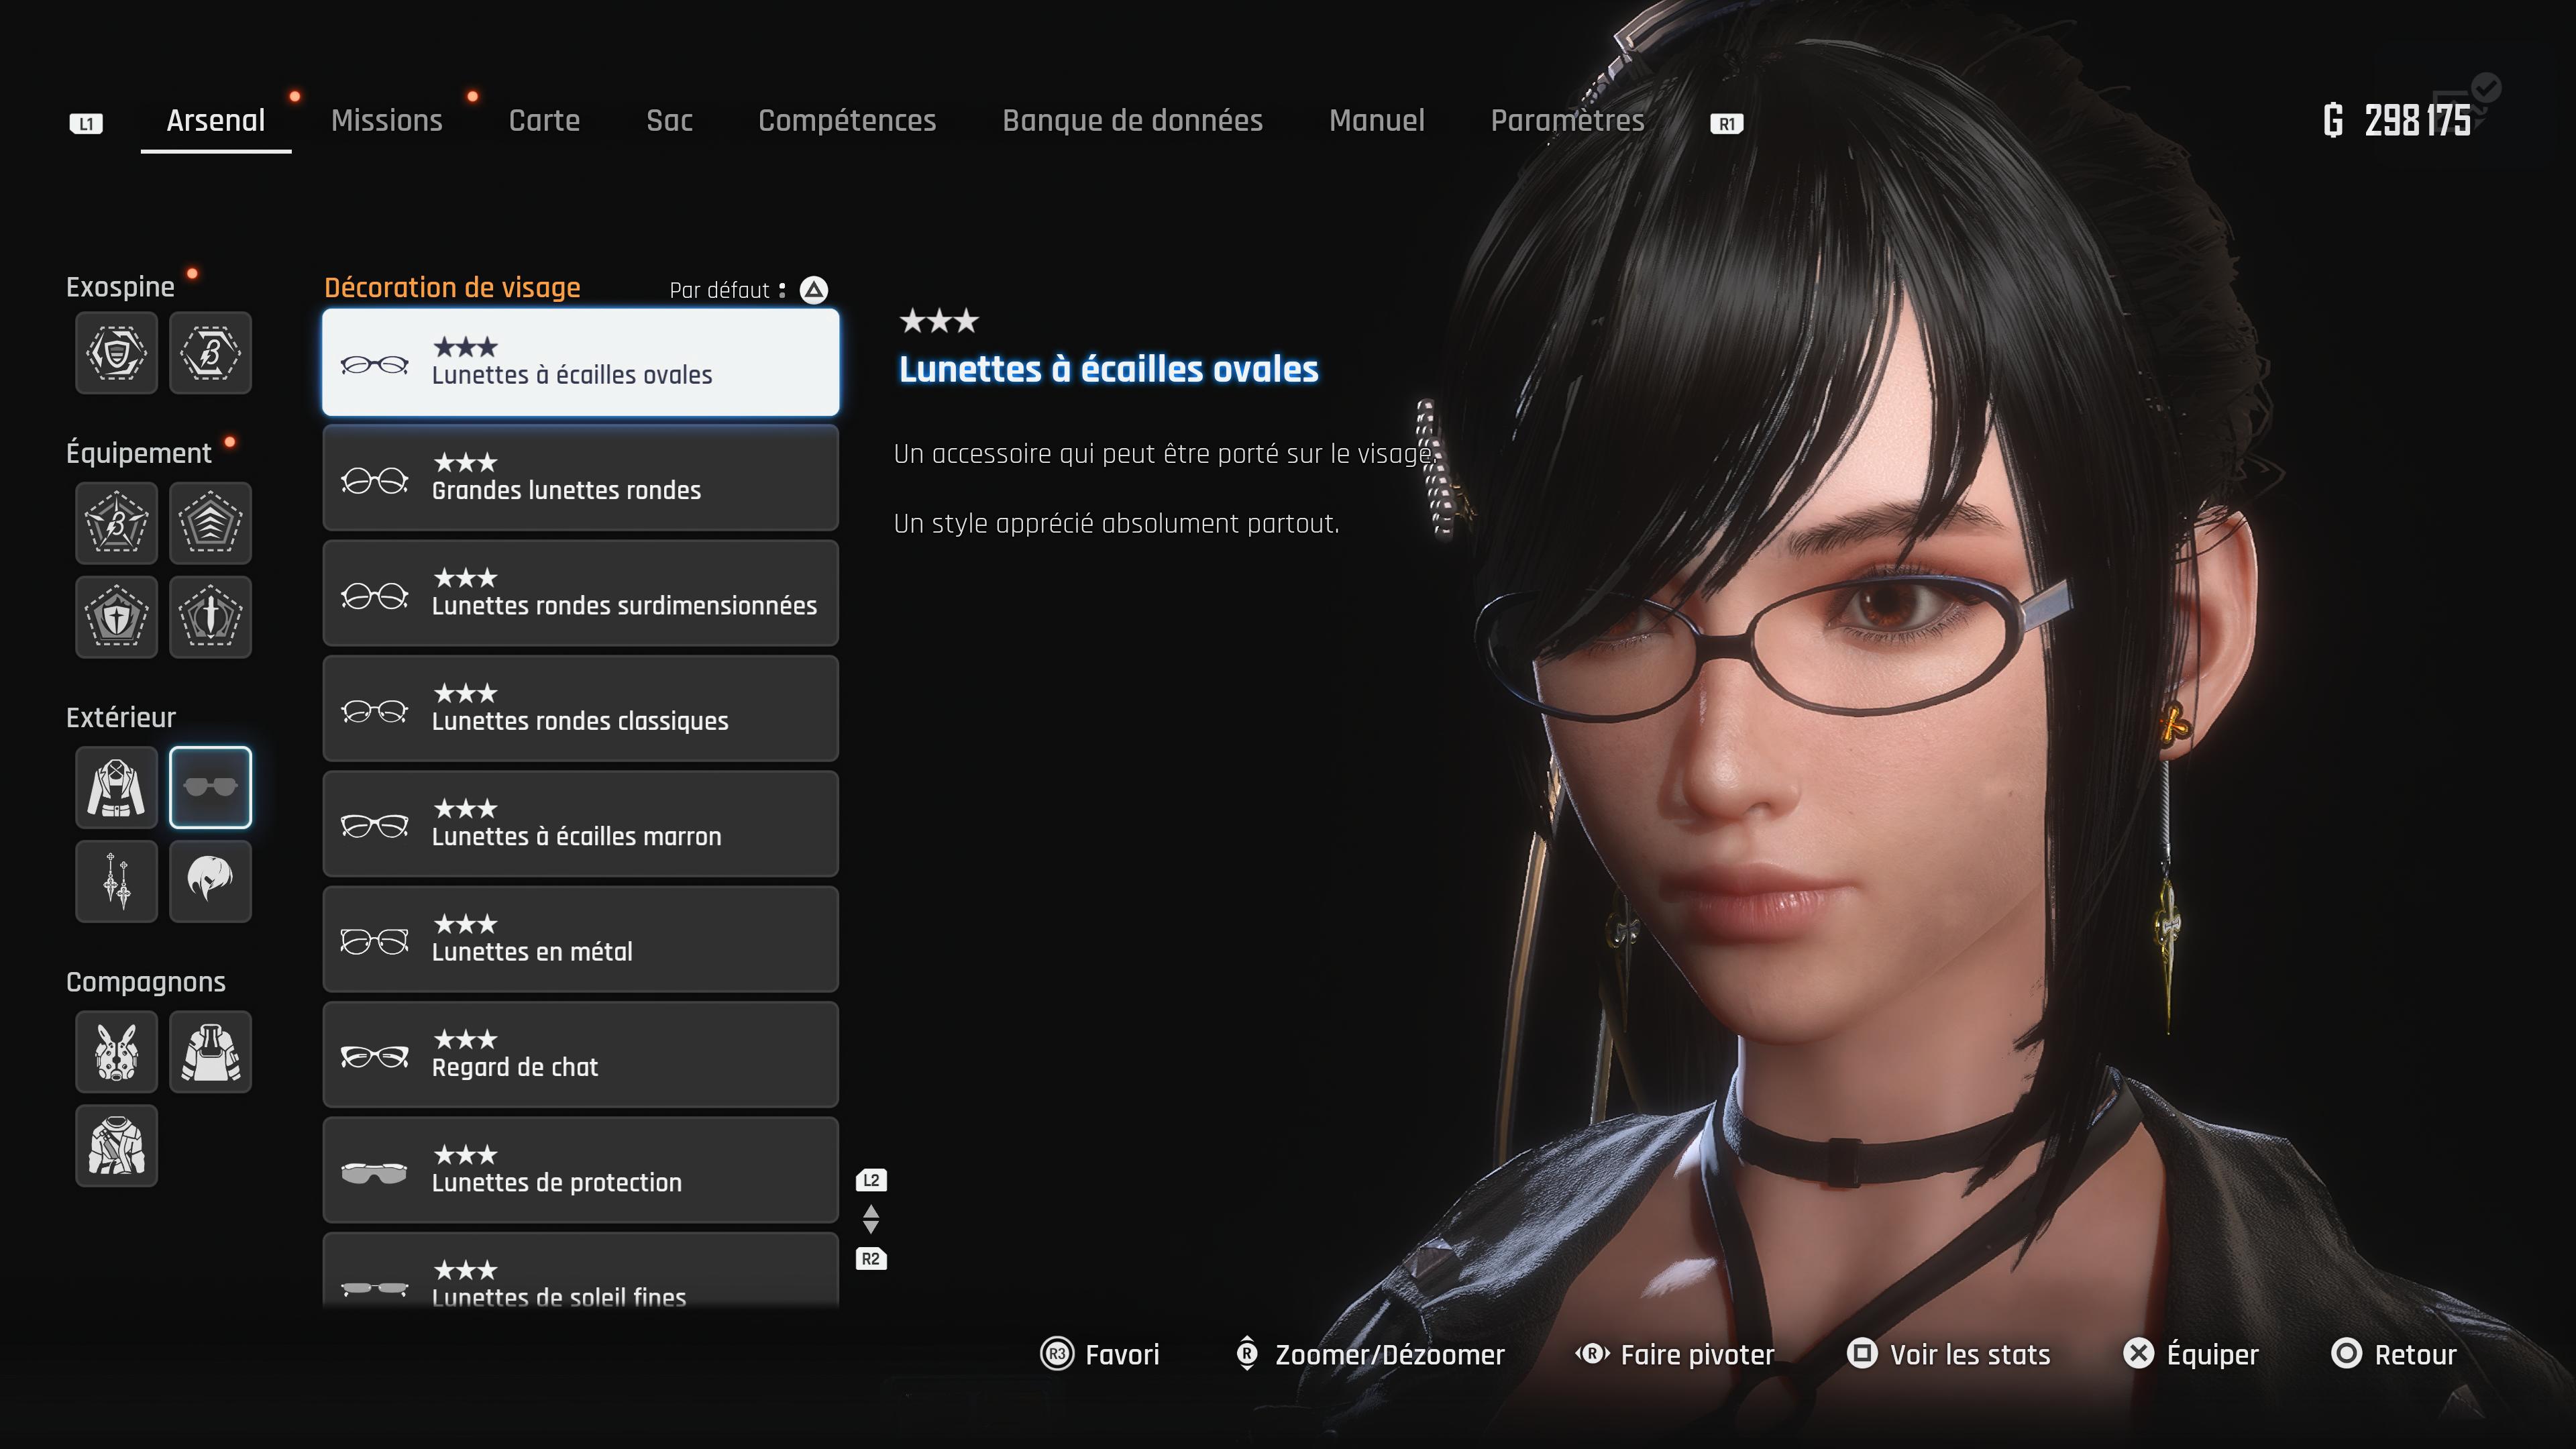 L1 Arsenal Missions Carte Sac Compétences Banque de données Manuel Paramètres R1 298175
Exospine
Équipement
Extérieur
Compagnons
Décoration de visage Par défaut :
★★★
Lunettes à écailles ovales
★★★
Grandes lunettes rondes
★★★
Lunettes rondes surdimensionnées
★★★
Lunettes rondes classiques
★★★
Lunettes à écailles marron
★★★
Lunettes en métal
★★★
Regard de chat
★★★
Lunettes de protection
★★★
Lunettes de soleil fines
L2
R2
★★★
Lunettes à écailles ovales
Un accessoire qui peut être porté sur le visage.
Un style apprécié absolument partout.
R3 Favori R Zoomer/Dézoomer R Faire pivoter Voir les stats Équiper Retour